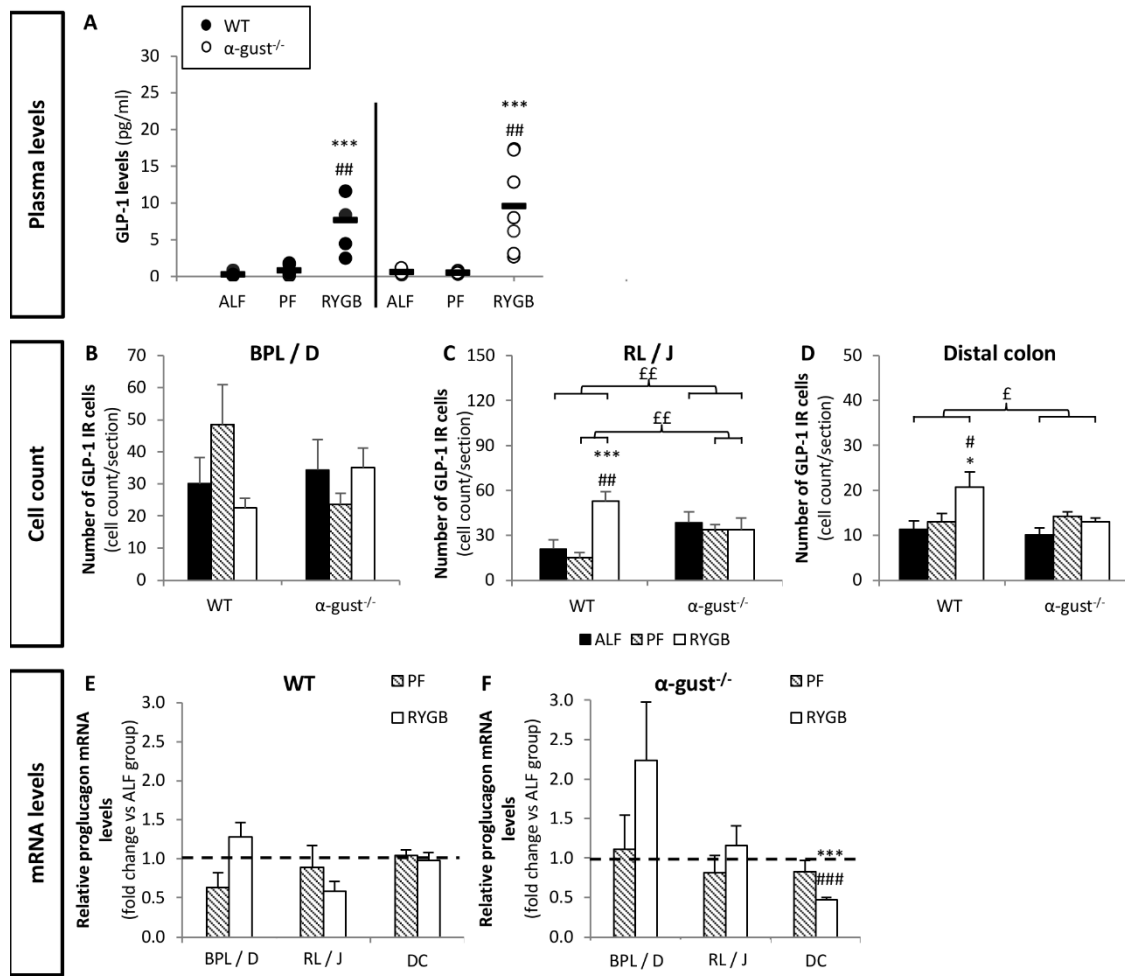 Plasma levels
A
WT
α-gust-/-
GLP-1 levels (pg/ml)
30
25
20
15
10
5
0
***
##
***
##
ALF PF RYGB ALF PF RYGB
Cell count
B BPL / D
Number of GLP-1 IR cells
(cell count/section)
70
60
50
40
30
20
10
0
WT α-gust-/-
C RL / J
Number of GLP-1 IR cells
(cell count/section)
150
120
90
60
30
0
££
££
***
##
WT α-gust-/-
D Distal colon
Number of GLP-1 IR cells
(cell count/section)
50
40
30
20
10
0
£
#
*
WT α-gust-/-
ALF PF RYGB
mRNA levels
E WT
Relative proglucagon mRNA
levels
(fold change vs ALF group)
3.0
2.5
2.0
1.5
1.0
0.5
0.0
PF
RYGB
BPL / D RL / J DC
F α-gust-/-
Relative proglucagon mRNA
levels
(fold change vs ALF group)
3.0
2.5
2.0
1.5
1.0
0.5
0.0
PF
RYGB
***
###
BPL / D RL / J DC